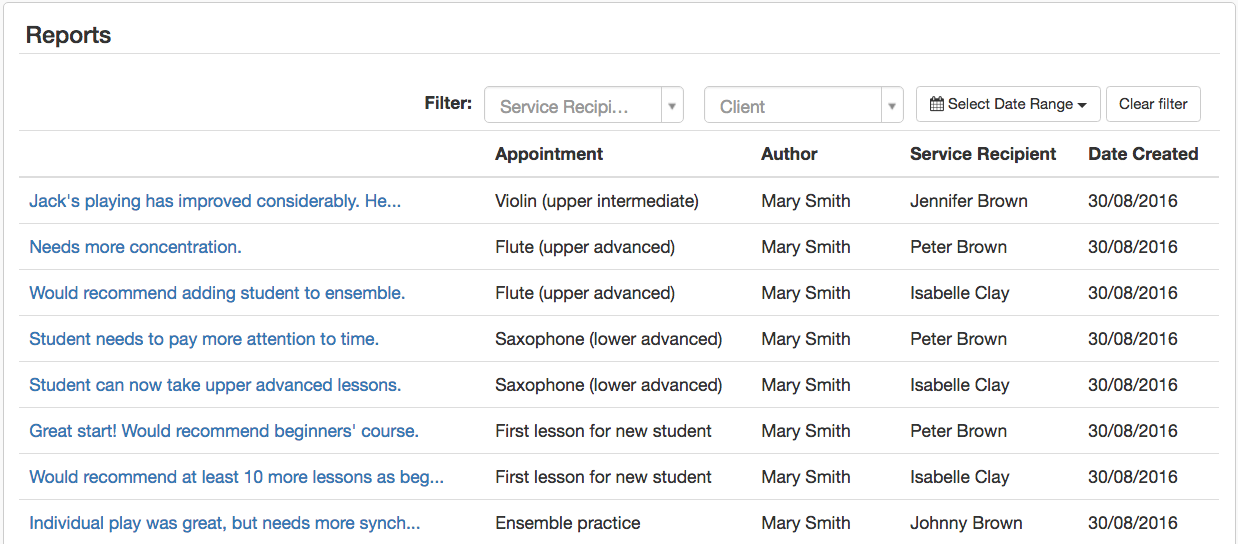 Reports
Filter: Service Recipi... Client Select Date Range Clear filter
Appointment Author Service Recipient Date Created
Jack's playing has improved considerably. He... Violin (upper intermediate) Mary Smith Jennifer Brown 30/08/2016
Needs more concentration. Flute (upper advanced) Mary Smith Peter Brown 30/08/2016
Would recommend adding student to ensemble. Flute (upper advanced) Mary Smith Isabelle Clay 30/08/2016
Student needs to pay more attention to time. Saxophone (lower advanced) Mary Smith Peter Brown 30/08/2016
Student can now take upper advanced lessons. Saxophone (lower advanced) Mary Smith Isabelle Clay 30/08/2016
Great start! Would recommend beginners' course. First lesson for new student Mary Smith Peter Brown 30/08/2016
Would recommend at least 10 more lessons as beg... First lesson for new student Mary Smith Isabelle Clay 30/08/2016
Individual play was great, but needs more synch... Ensemble practice Mary Smith Johnny Brown 30/08/2016